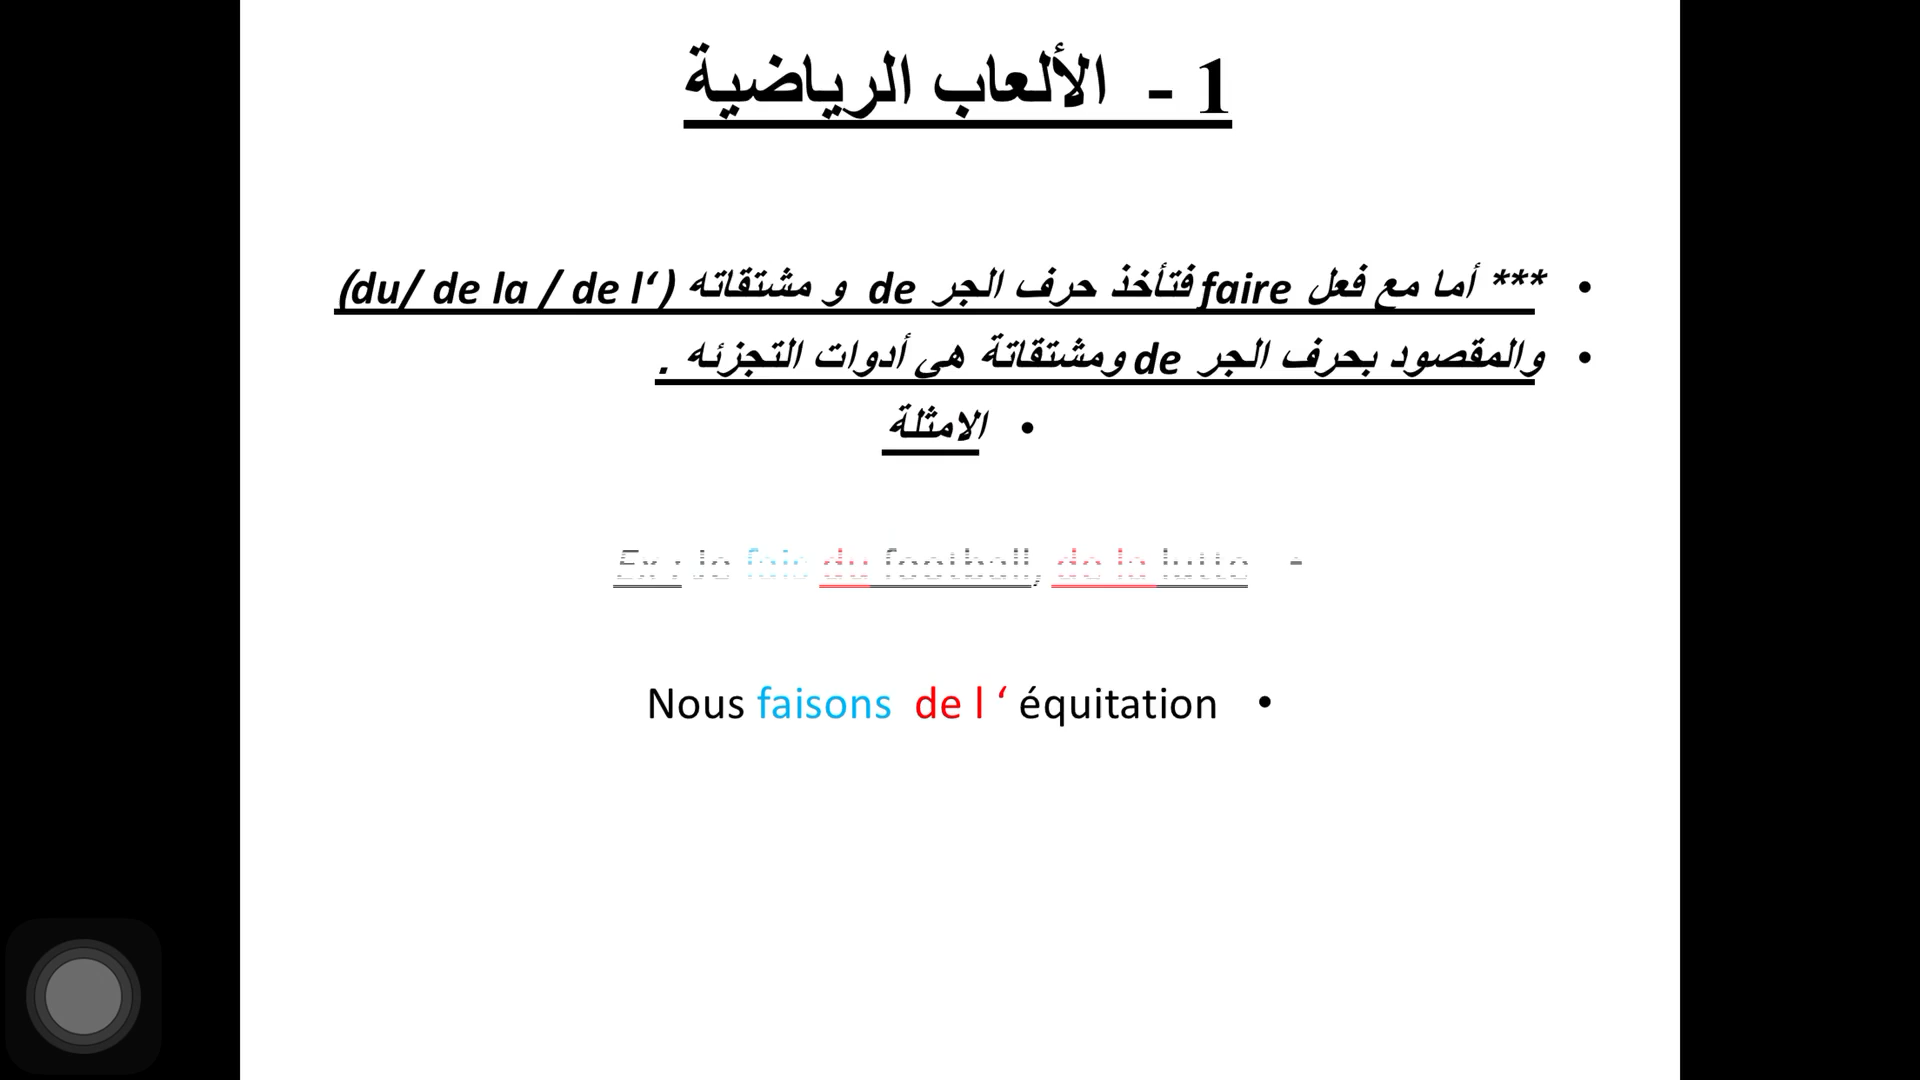 1 - الألعاب الرياضية
• *** أما مع فعل faire فتأخذ حرف الجر de و مشتقاته (du/ de la / de l‘)
• والمقصود بحرف الجر de ومشتقاتة هي أدوات التجزئه .
• الامثلة
• Ex : Je fais du football, de la lutte
• Nous faisons de l ‘ équitation